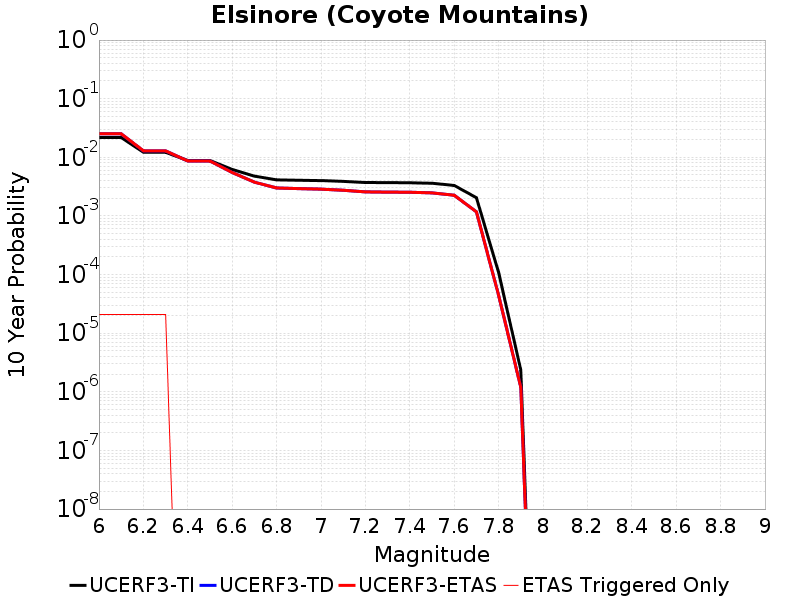 Elsinore (Coyote Mountains)
10 Year Probability
10^0
10^-1
10^-2
10^-3
10^-4
10^-5
10^-6
10^-7
10^-8
6 6.2 6.4 6.6 6.8 7 7.2 7.4 7.6 7.8 8 8.2 8.4 8.6 8.8 9
Magnitude
UCERF3-TI UCERF3-TD UCERF3-ETAS ETAS Triggered Only